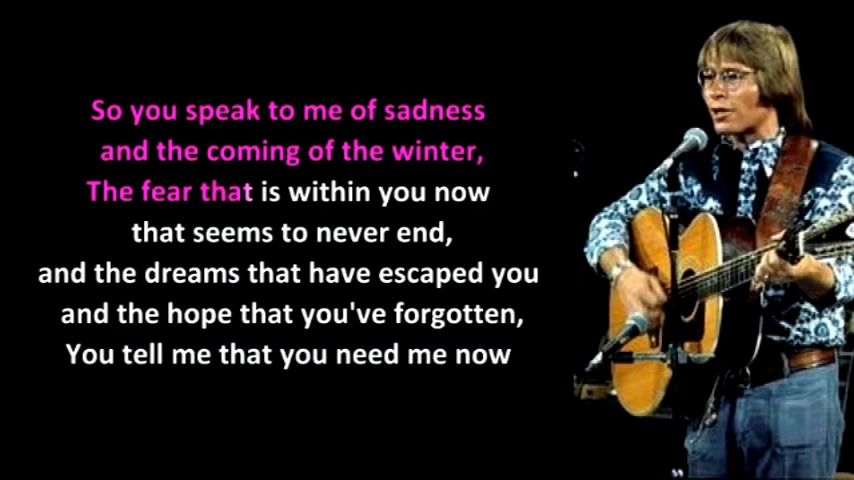 So you speak to me of sadness
and the coming of the winter,
The fear that is within you now
that seems to never end,
and the dreams that have escaped you
and the hope that you've forgotten,
You tell me that you need me now